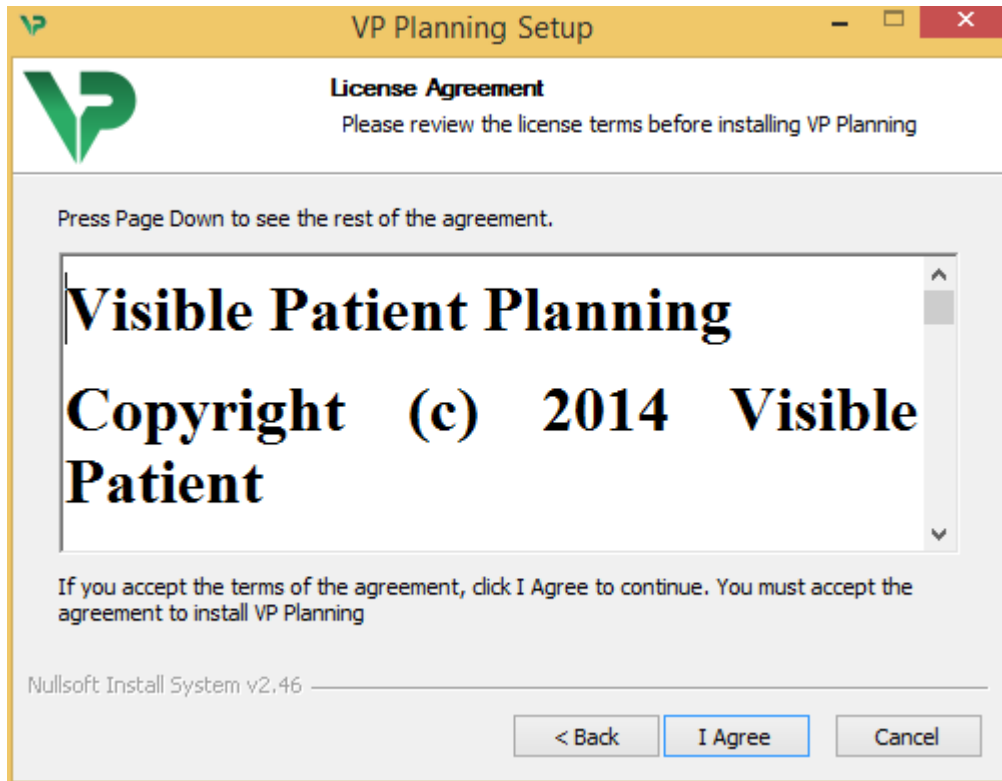 VP Planning Setup
VP
License Agreement
Please review the license terms before installing VP Planning
Press Page Down to see the rest of the agreement.
Visible Patient Planning
Copyright (c) 2014 Visible
Patient
If you accept the terms of the agreement, click I Agree to continue. You must accept the
agreement to install VP Planning
Nullsoft Install System v2.46
< Back
I Agree
Cancel